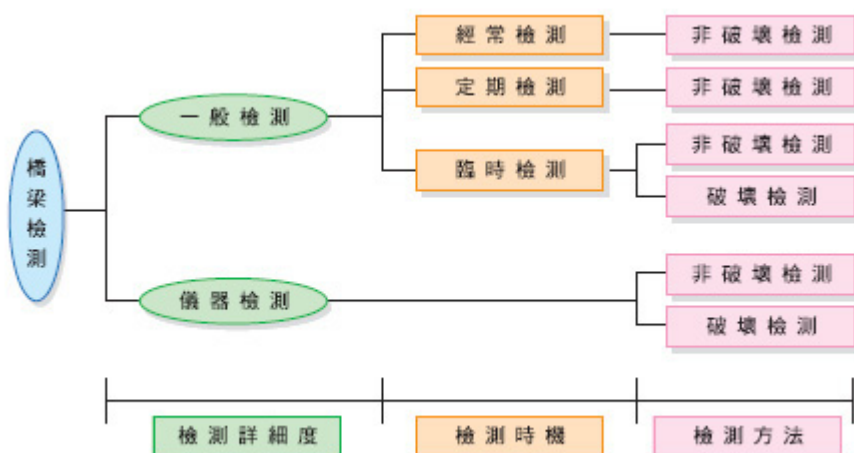 橋梁檢測
一般檢測
經常檢測
非破壞檢測
定期檢測
非破壞檢測
臨時檢測
非破壞檢測
破壞檢測
儀器檢測
非破壞檢測
破壞檢測
檢測詳細度
檢測時機
檢測方法